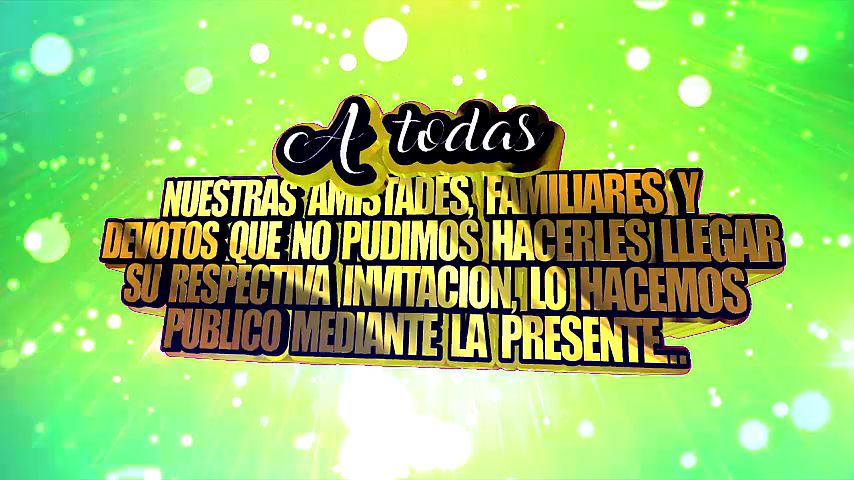 A todas
NUESTRAS AMISTADES, FAMILIARES Y
DEVOTOS QUE NO PUDIMOS HACERLES LLEGAR
SU RESPECTIVA INVITACION, LO HACEMOS
PUBLICO MEDIANTE LA PRESENTE...